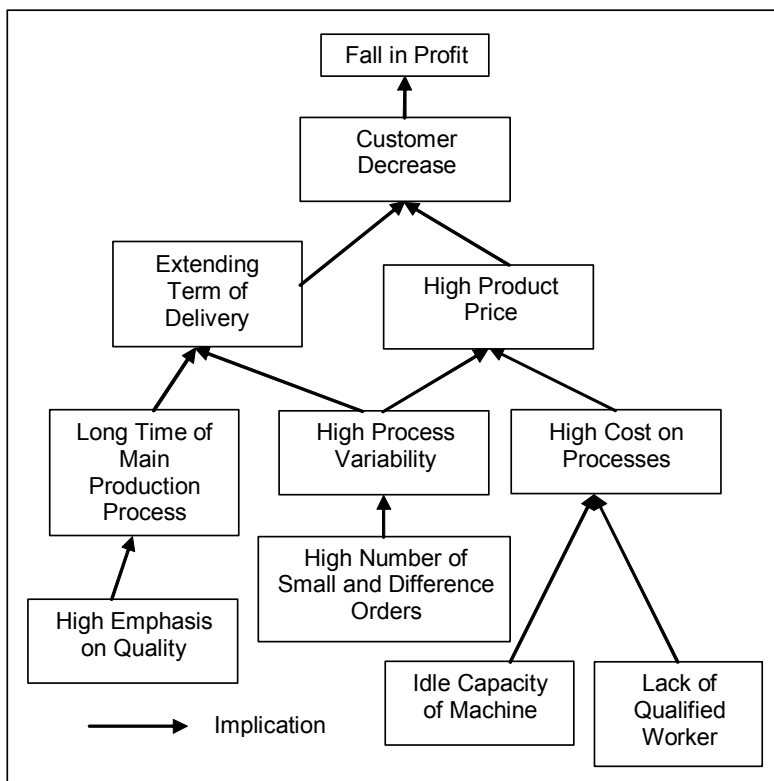 Fall in Profit
Customer
Decrease
Extending
Term of
Delivery
High Product
Price
Long Time of
Main
Production
Process
High Process
Variability
High Cost on
Processes
High Number of
Small and Difference
Orders
High Emphasis
on Quality
Idle Capacity
of Machine
Lack of
Qualified
Worker
Implication